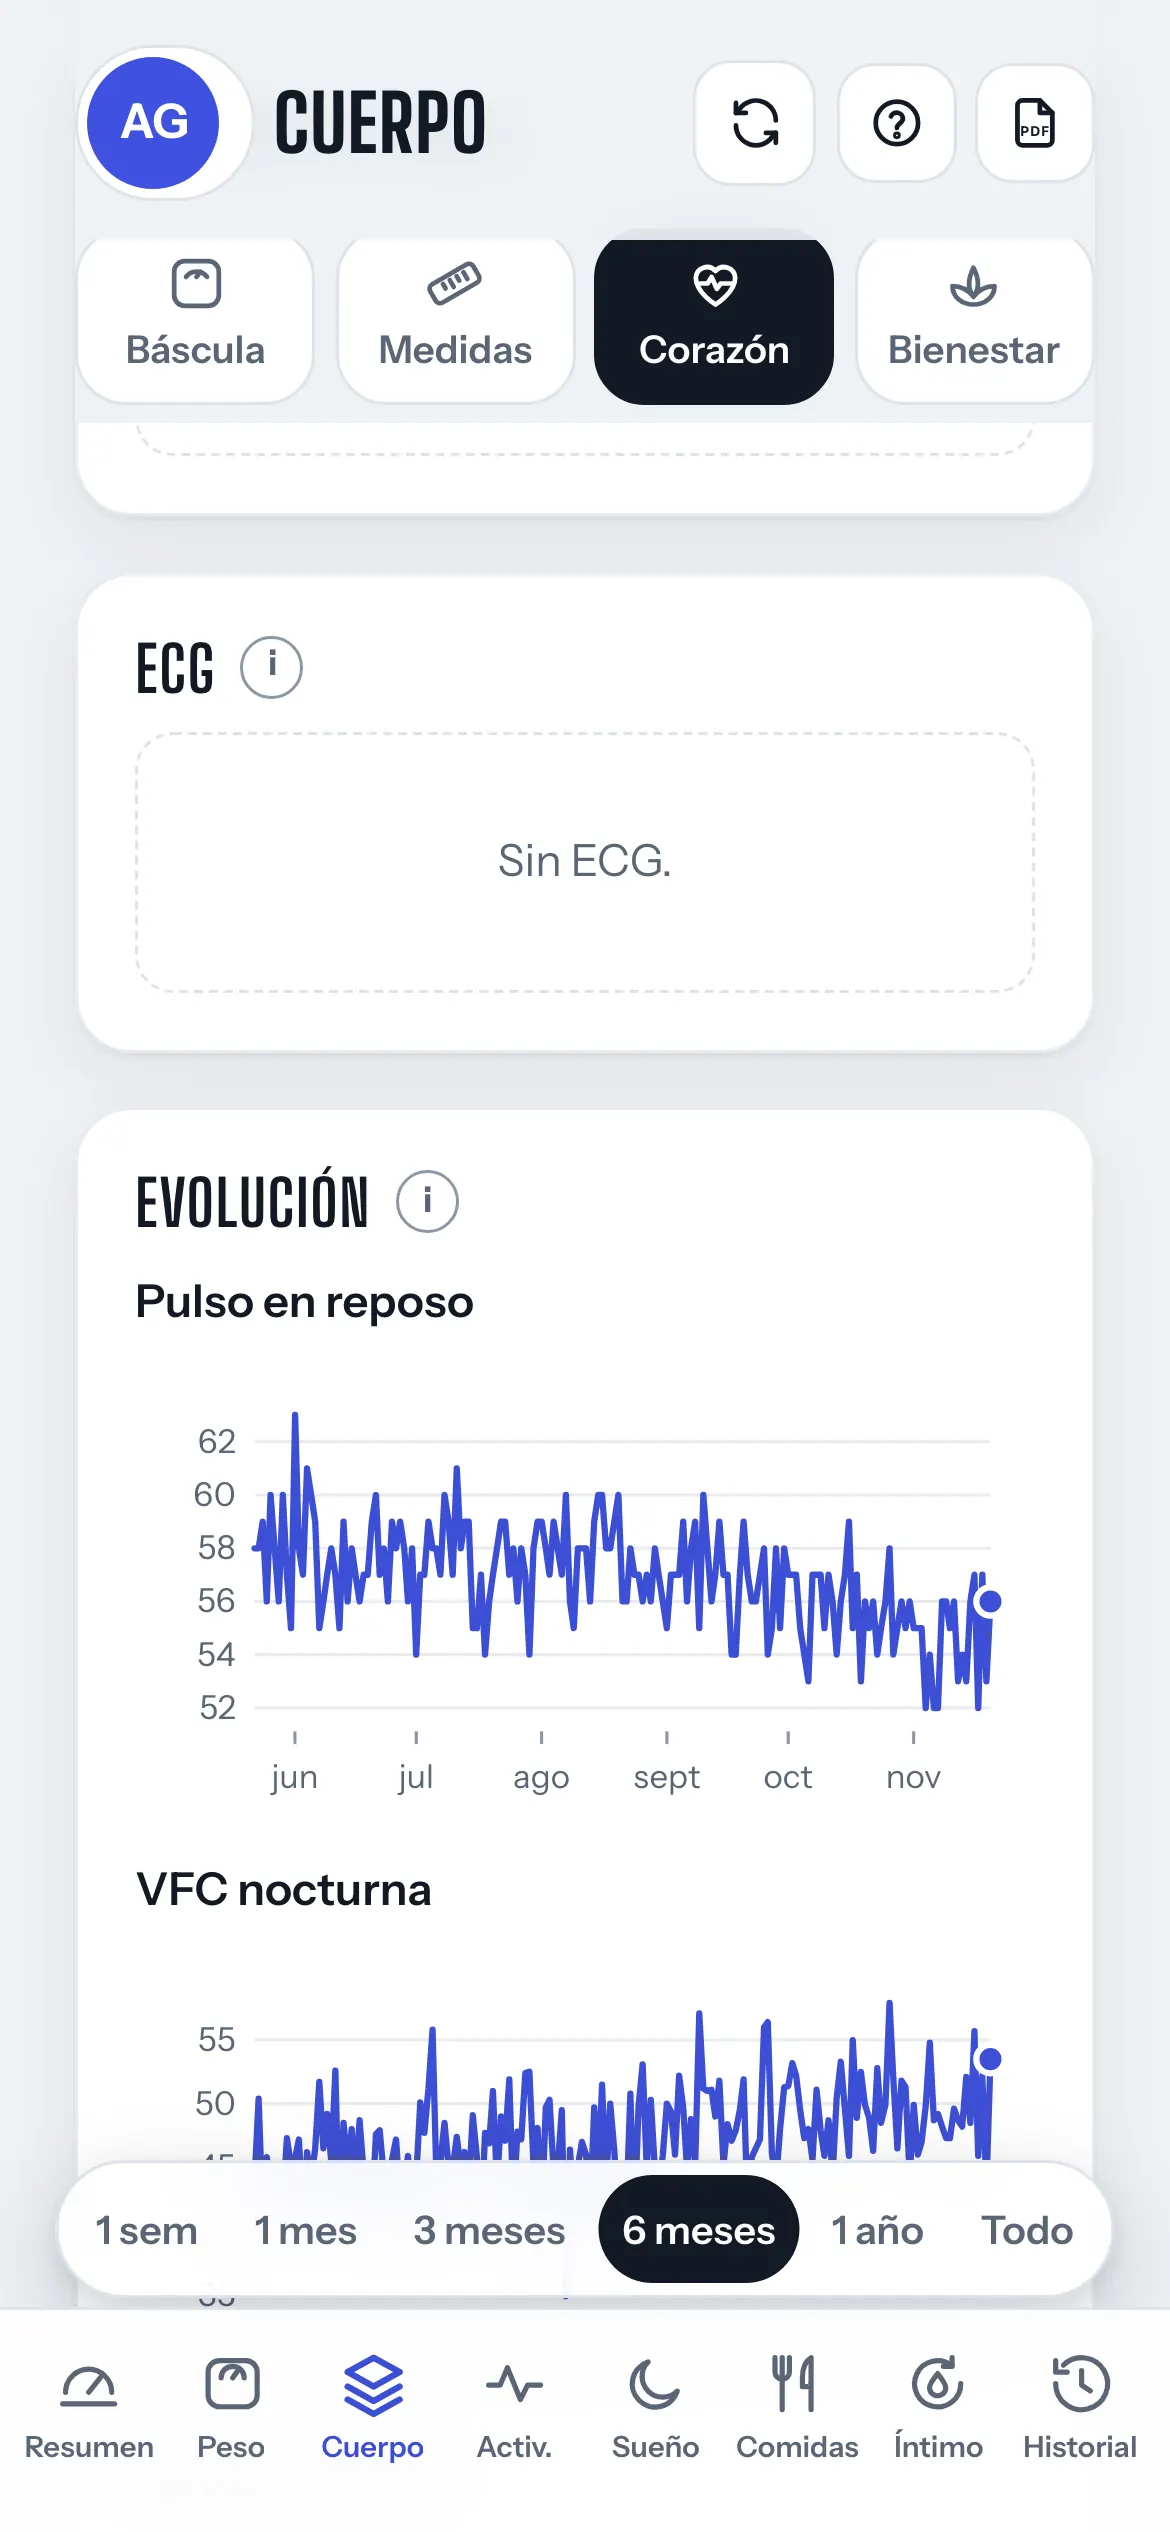 AG
CUERPO
PDF
Báscula
Medidas
Corazón
Bienestar
ECG
i
Sin ECG.
EVOLUCIÓN
i
Pulso en reposo
62
60
58
56
54
52
jun jul ago sept oct nov
VFC nocturna
55
50
1 sem 1 mes 3 meses 6 meses 1 año Todo
Resumen Peso Cuerpo Activ. Sueño Comidas Íntimo Historial